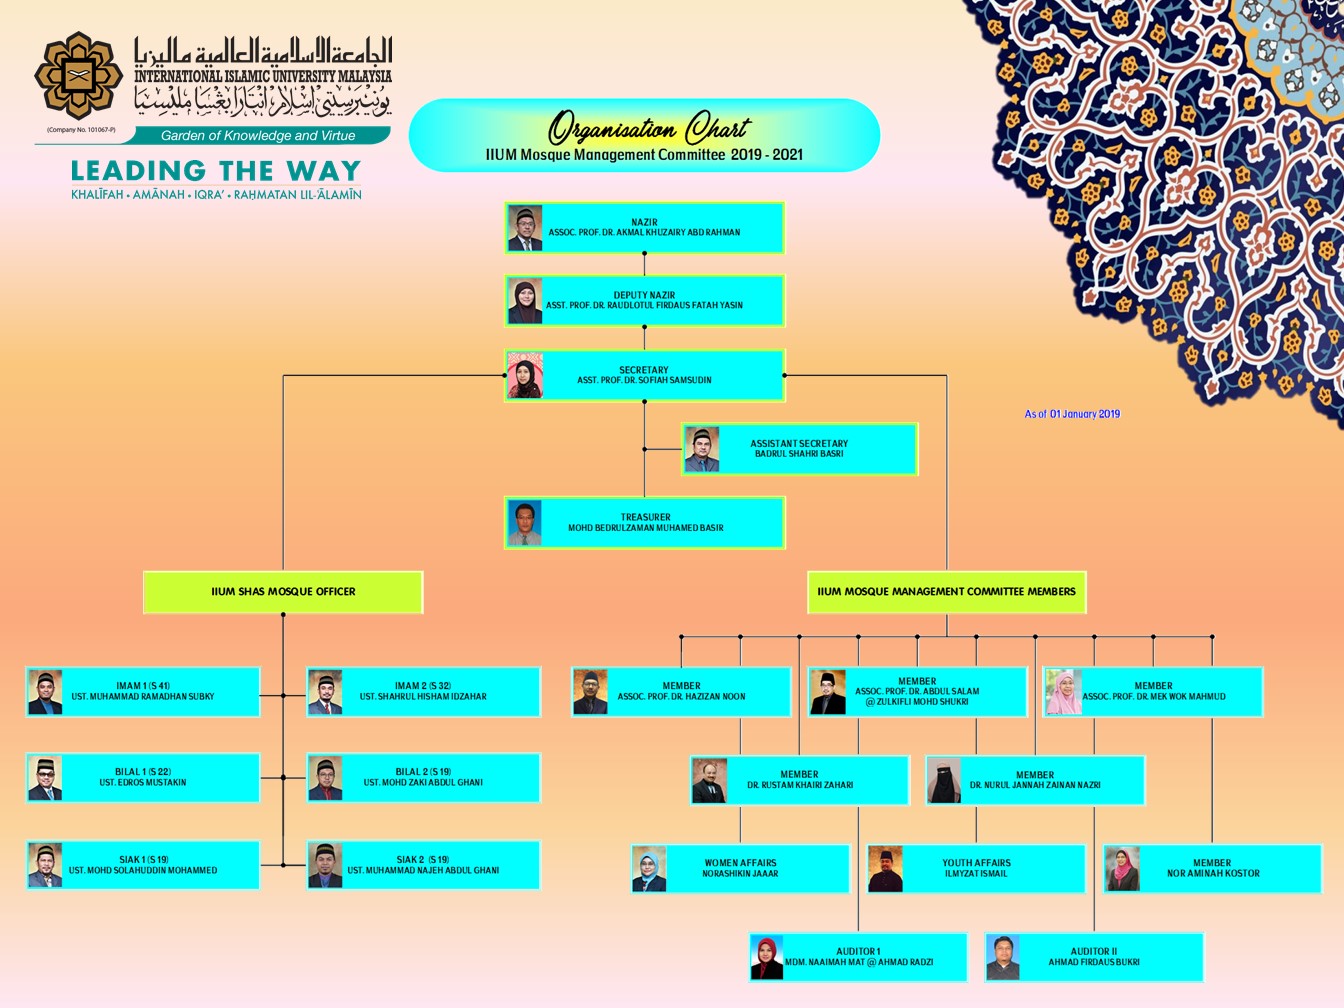 الجامعة الإسلامية العالمية ماليزيا
INTERNATIONAL ISLAMIC UNIVERSITY MALAYSIA
يونيۏرسيتي اسلام انتارابغسا مليسيا
(Company No. 101067-P)
Garden of Knowledge and Virtue
LEADING THE WAY
KHALĪFAH • AMĀNAH • IQRA’ • RAḤMATAN LIL-ʿĀLAMĪN
Organisation Chart
IIUM Mosque Management Committee 2019 - 2021
NAZIR
ASSOC. PROF. DR. AKMAL KHUZAIRY ABD RAHMAN
DEPUTY NAZIR
ASST. PROF. DR. RAUDLOTUL FIRDAUS FATAH YASIN
SECRETARY
ASST. PROF. DR. SOFIAH SAMSUDIN
As of 01 January 2019
ASSISTANT SECRETARY
BADRUL SHAHRI BASRI
TREASURER
MOHD BEDRULZAMAN MUHAMED BASIR
IIUM SHAS MOSQUE OFFICER
IMAM 1 (S 41)
UST. MUHAMMAD RAMADHAN SUBKY
IMAM 2 (S 32)
UST. SHAHRUL HISHAM IDZAHAR
BILAL 1 (S 22)
UST. EDROS MUSTAKIN
BILAL 2 (S 19)
UST. MOHD ZAKI ABDUL GHANI
SIAK 1 (S 19)
UST. MOHD SOLAHUDDIN MOHAMMED
SIAK 2 (S 19)
UST. MUHAMMAD NAJEH ABDUL GHANI
IIUM MOSQUE MANAGEMENT COMMITTEE MEMBERS
MEMBER
ASSOC. PROF. DR. HAZIZAN NOON
MEMBER
ASSOC. PROF. DR. ABDUL SALAM
@ ZULKIFLI MOHD SHUKRI
MEMBER
ASSOC. PROF. DR. MEK WOK MAHMUD
MEMBER
DR. RUSTAM KHAIRI ZAHARI
MEMBER
DR. NURUL JANNAH ZAINAN NAZRI
WOMEN AFFAIRS
NORASHIKIN JAAAR
YOUTH AFFAIRS
ILMYZAT ISMAIL
MEMBER
NOR AMINAH KOSTOR
AUDITOR I
MDM. NAAIMAH MAT @ AHMAD RADZI
AUDITOR II
AHMAD FIRDAUS BUKRI